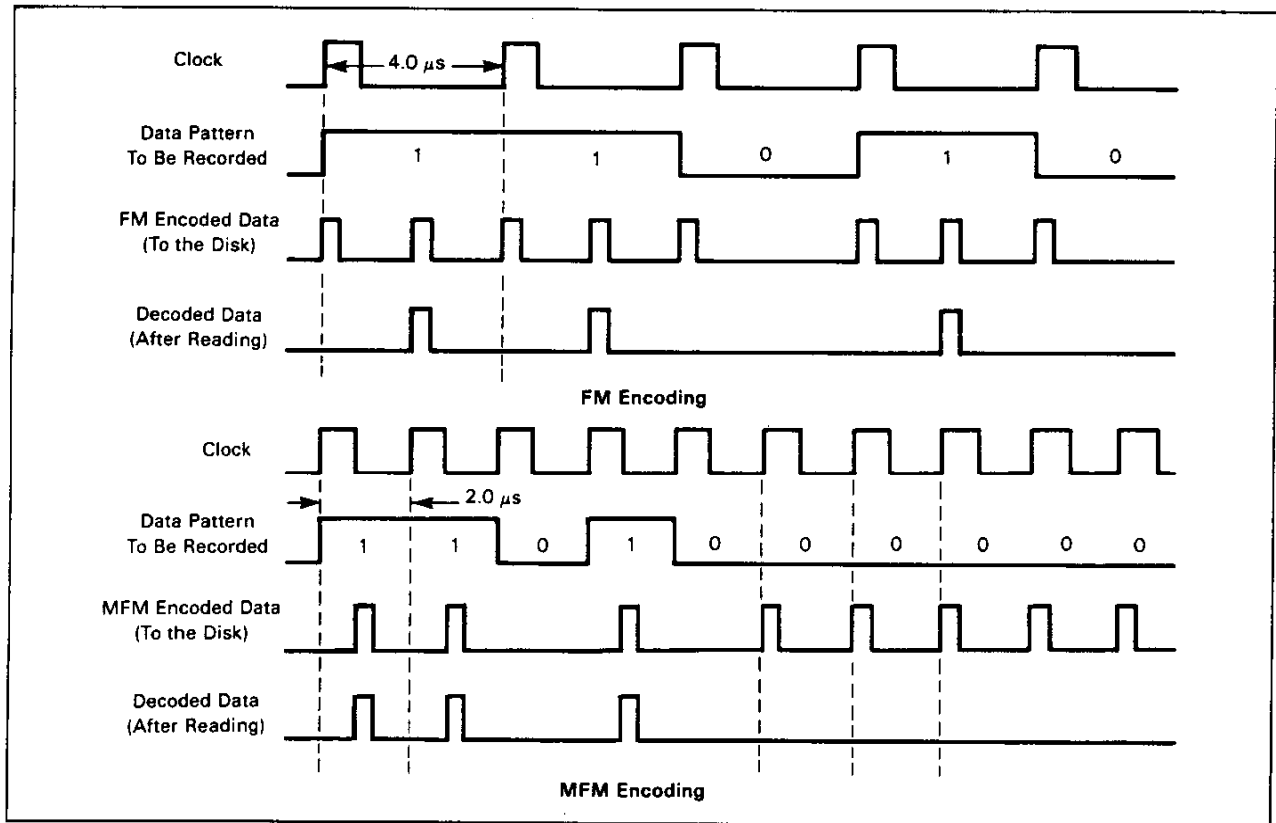 Clock
4.0 μs
Data Pattern
To Be Recorded
1 1 0 1 0
FM Encoded Data
(To the Disk)
Decoded Data
(After Reading)
FM Encoding
Clock
2.0 μs
Data Pattern
To Be Recorded
1 1 0 1 0 0 0 0 0 0
MFM Encoded Data
(To the Disk)
Decoded Data
(After Reading)
MFM Encoding